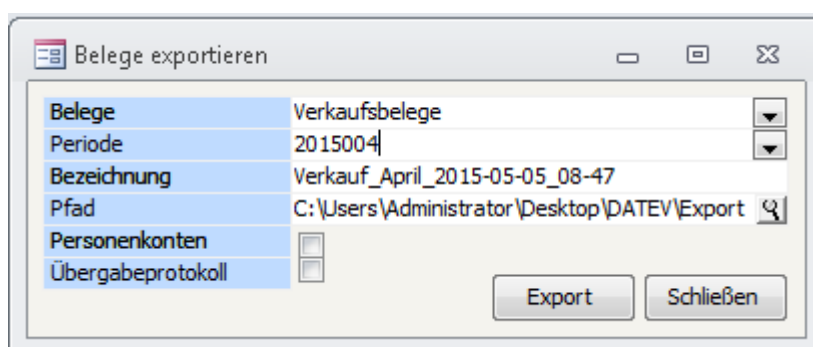 Belege exportieren
Belege Verkaufsbelege
Periode 2015004
Bezeichnung Verkauf_April_2015-05-05_08-47
Pfad C:\Users\Administrator\Desktop\DATEV\Export
Personenkonten
Übergabeprotokoll
Export Schließen